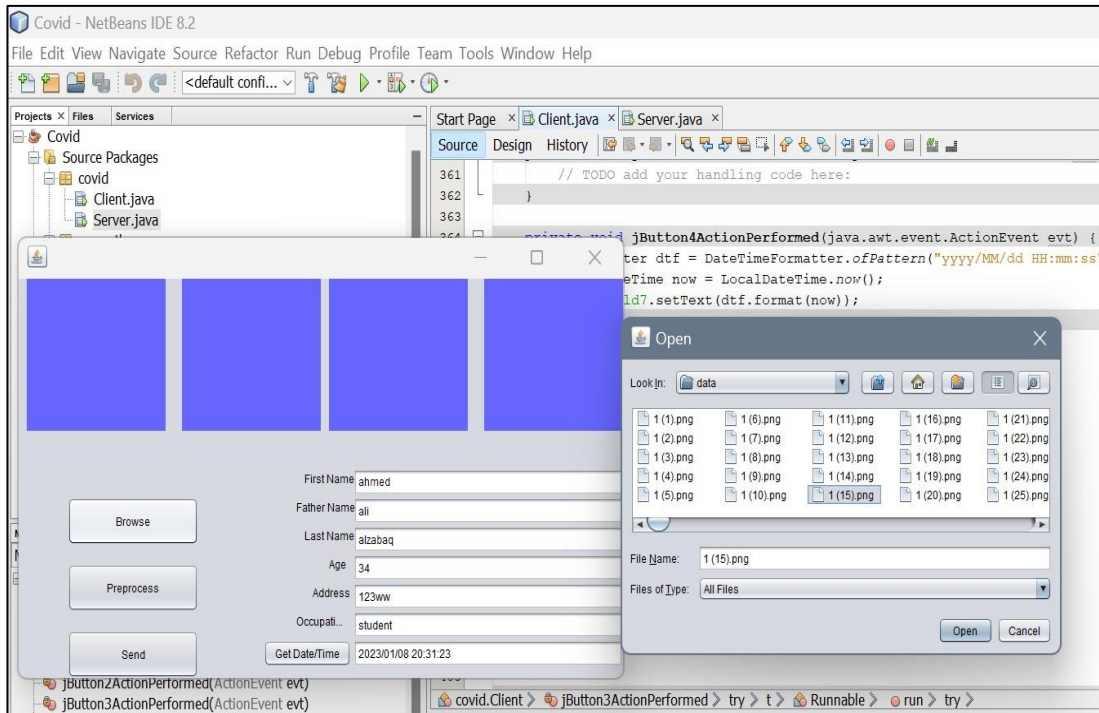 Covid - NetBeans IDE 8.2
File Edit View Navigate Source Refactor Run Debug Profile Team Tools Window Help
<default confi...
Projects × Files Services
Start Page × Client.java × Server.java ×
Covid
Source Packages
covid
Client.java
Server.java
Source Design History
361 // TODO add your handling code here:
362 }
363
private void jButton4ActionPerformed(java.awt.event.ActionEvent evt) {
ter dtf = DateTimeFormatter.ofPattern("yyyy/MM/dd HH:mm:ss"
eTime now = LocalDateTime.now();
ld7.setText(dtf.format(now));
First Name ahmed
Father Name ali
Last Name alzabaq
Age 34
Address 123ww
Occupati... student
Get Date/Time 2023/01/08 20:31:23
Browse
Preprocess
Send
Open
Look In: data
1 (1).png 1 (6).png 1 (11).png 1 (16).png 1 (21).png
1 (2).png 1 (7).png 1 (12).png 1 (17).png 1 (22).png
1 (3).png 1 (8).png 1 (13).png 1 (18).png 1 (23).png
1 (4).png 1 (9).png 1 (14).png 1 (19).png 1 (24).png
1 (5).png 1 (10).png 1 (15).png 1 (20).png 1 (25).png
File Name: 1 (15).png
Files of Type: All Files
Open Cancel
jButton2ActionPerformed(ActionEvent evt)
jButton3ActionPerformed(ActionEvent evt)
covid.Client > jButton3ActionPerformed > try > t > Runnable > run > try >